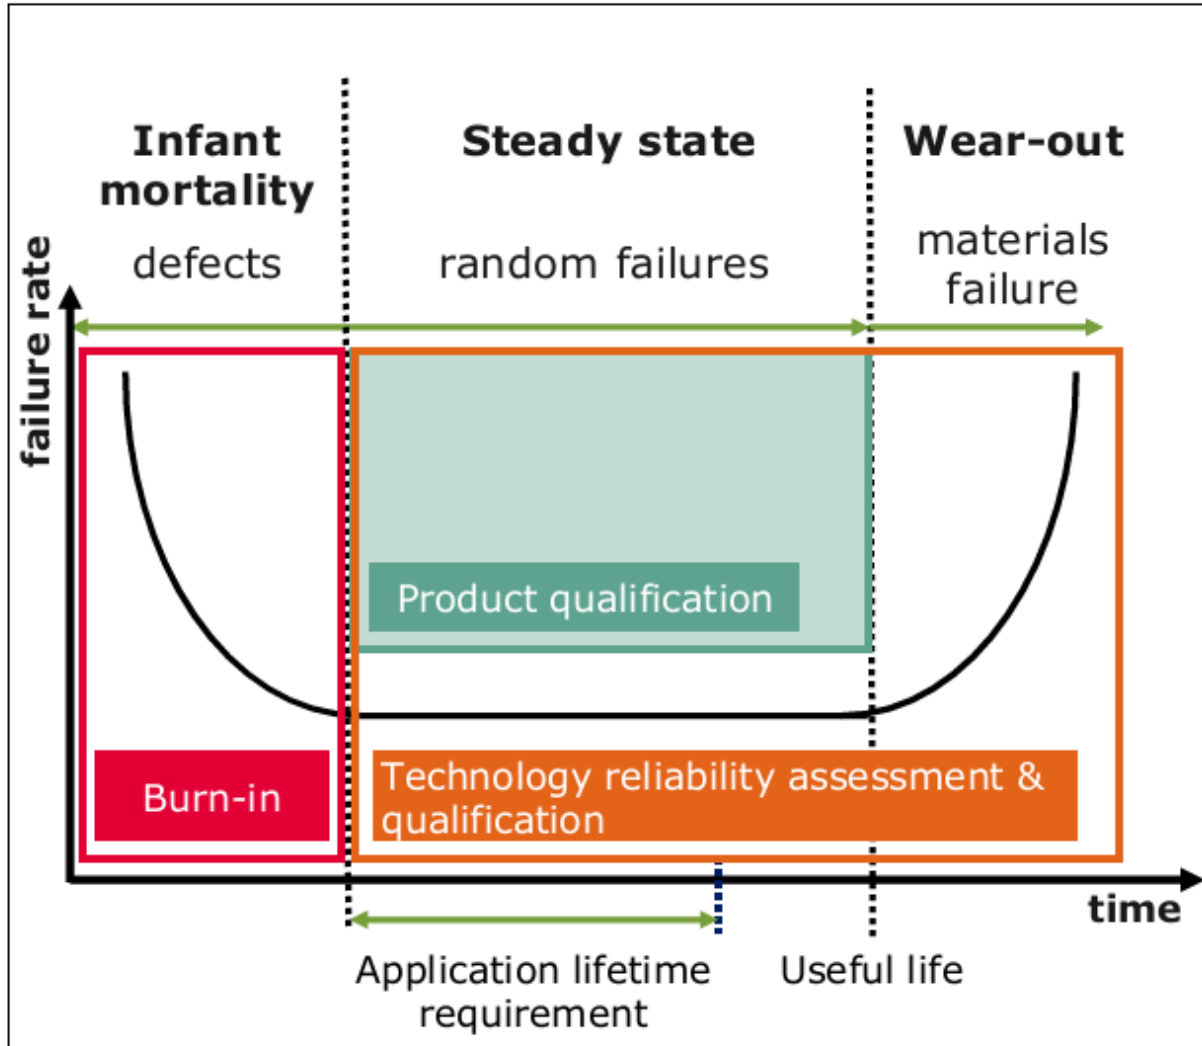 Infant
mortality
defects
Steady state
random failures
Wear-out
materials
failure
failure rate
Product qualification
Burn-in
Technology reliability assessment &
qualification
time
Application lifetime
requirement
Useful life